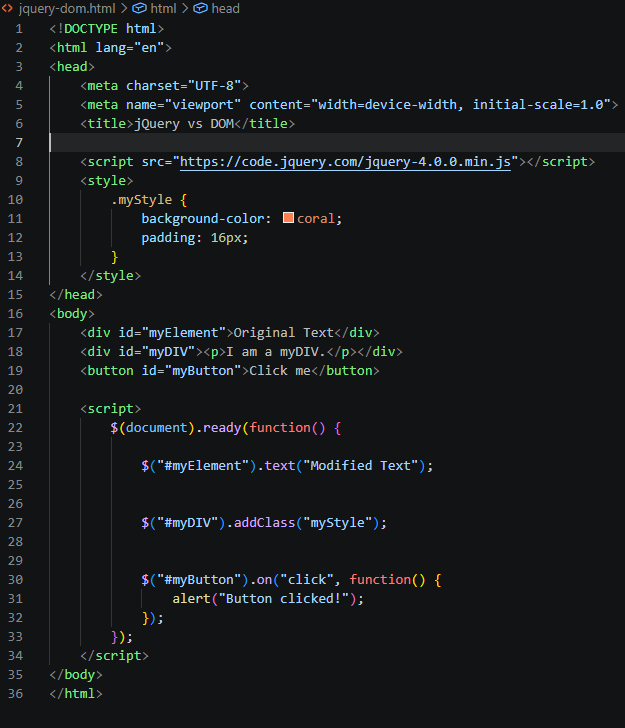 jquery-dom.html > html > head
1 <!DOCTYPE html>
2 <html lang="en">
3 <head>
4     <meta charset="UTF-8">
5     <meta name="viewport" content="width=device-width, initial-scale=1.0">
6     <title>jQuery vs DOM</title>
7
8     <script src="https://code.jquery.com/jquery-4.0.0.min.js"></script>
9     <style>
10         .myStyle {
11             background-color: coral;
12             padding: 16px;
13         }
14     </style>
15 </head>
16 <body>
17     <div id="myElement">Original Text</div>
18     <div id="myDIV"><p>I am a myDIV.</p></div>
19     <button id="myButton">Click me</button>
20
21     <script>
22         $(document).ready(function() {
23
24             $("#myElement").text("Modified Text");
25
26
27             $("#myDIV").addClass("myStyle");
28
29
30             $("#myButton").on("click", function() {
31                 alert("Button clicked!");
32             });
33         });
34     </script>
35 </body>
36 </html>